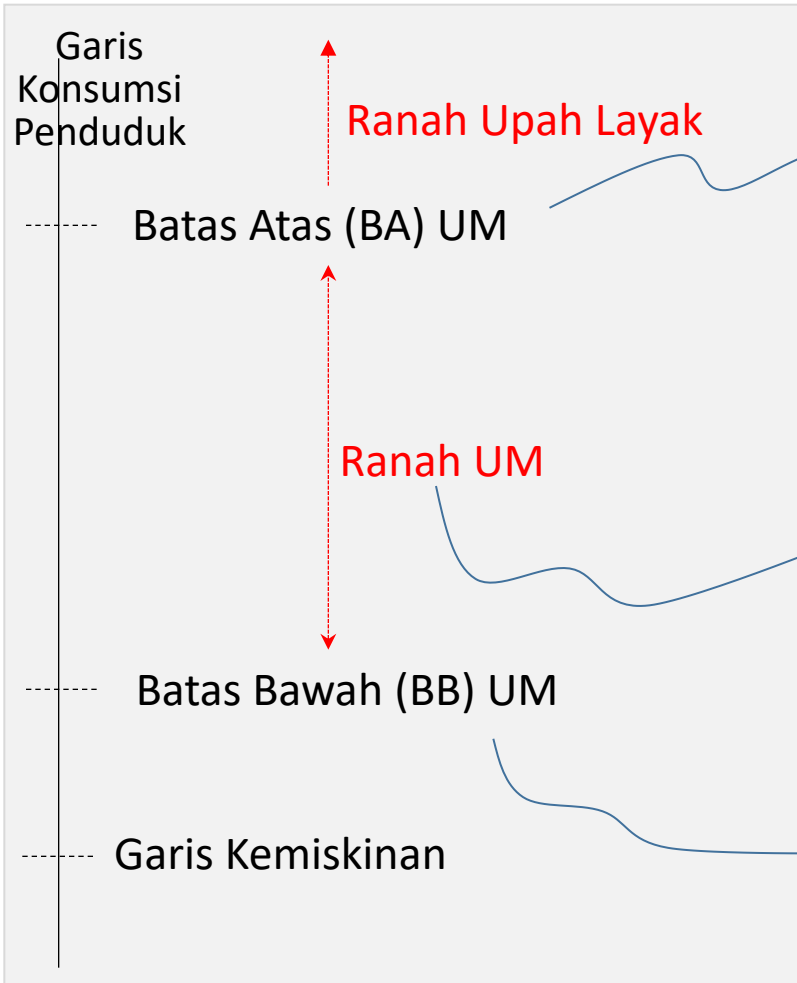 Garis
Konsumsi
Penduduk
Ranah Upah Layak
Batas Atas (BA) UM
Ranah UM
Batas Bawah (BB) UM
Garis Kemiskinan